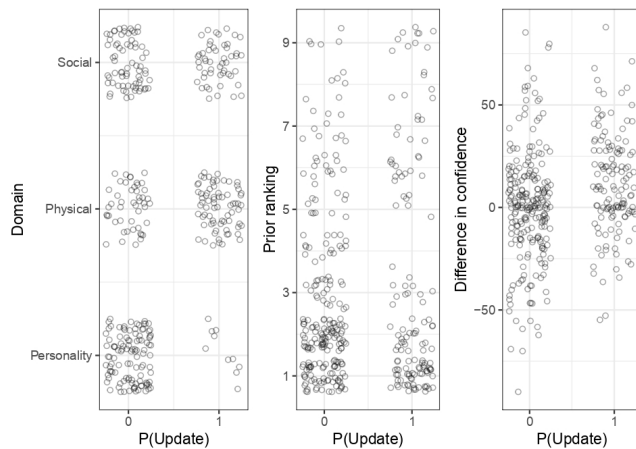 Domain
Social
Physical
Personality
0
1
P(Update)
Prior ranking
9
7
5
3
1
0
1
P(Update)
Difference in confidence
50
0
−50
0
1
P(Update)